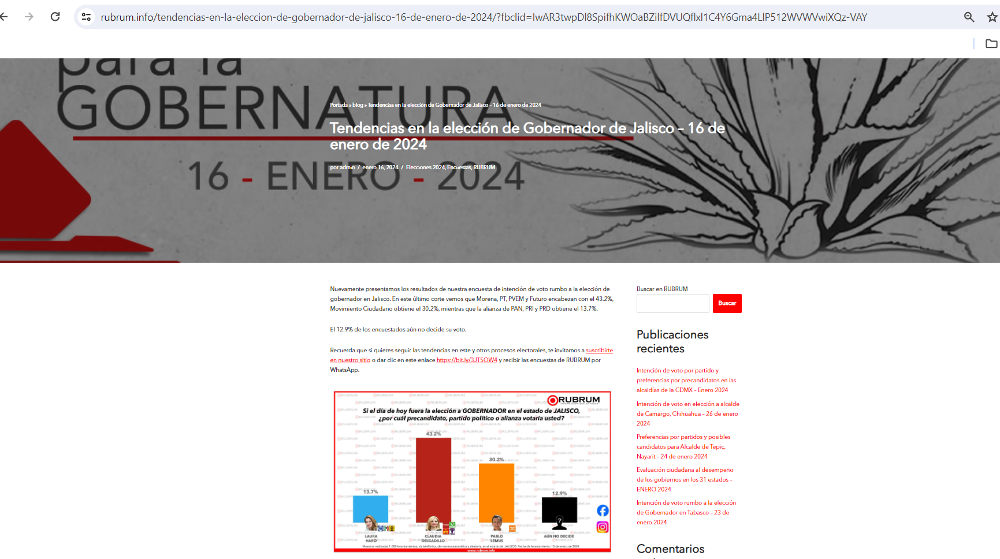 rubrum.info/tendencias-en-la-eleccion-de-gobernador-de-jalisco-16-de-enero-de-2024/?fbclid=IwAR3twpDl8SpifhKWOaBZilfDVUQflxl1C4Y6Gma4LlP512WVWVwiXQz-VAY
para la
GOBERNATURA
16 - ENERO - 2024
Portada » blog » Tendencias en la elección de Gobernador de Jalisco – 16 de enero de 2024
Tendencias en la elección de Gobernador de Jalisco – 16 de
enero de 2024
por admin / enero 16, 2024 / Elecciones 2024, Encuestas, RUBRUM
Nuevamente presentamos los resultados de nuestra encuesta de intención de voto rumbo a la elección de
gobernador en Jalisco. En este último corte vemos que Morena, PT, PVEM y Futuro encabezan con el 43.2%,
Movimiento Ciudadano obtiene el 30.2%, mientras que la alianza de PAN, PRI y PRD obtiene el 13.7%.
El 12.9% de los encuestados aún no decide su voto.
Recuerda que si quieres seguir las tendencias en este y otros procesos electorales, te invitamos a suscribirte
en nuestro sitio o dar clic en este enlace https://bit.ly/3JT5OW4 y recibir las encuestas de RUBRUM por
WhatsApp.
RUBRUM
Si el día de hoy fuera la elección a GOBERNADOR en el estado de JALISCO,
¿por cuál precandidato, partido político o alianza votaría usted?
13.7%
43.2%
30.2%
12.9%
LAURA
HARO
CLAUDIA
DELGADILLO
PABLO
LEMUS
AÚN NO DECIDE
Muestras realizadas 1,000 levantamientos, vía telefónica, de manera automática y aleatoria, en el estado de JALISCO. Fecha de levantamiento: 15 de enero de 2024
www.rubrum.info
Buscar en RUBRUM
Buscar
Publicaciones
recientes
Intención de voto por partido y
preferencias por precandidatos en las
alcaldías de la CDMX – Enero 2024
Intención de voto en elección a alcalde
de Camargo, Chihuahua – 26 de enero
2024
Preferencias por partidos y posibles
candidatos para Alcalde de Tepic,
Nayarit – 24 de enero 2024
Evaluación ciudadana al desempeño
de los gobiernos en los 31 estados –
ENERO 2024
Intención de voto rumbo a la elección
de Gobernador en Tabasco – 23 de
enero 2024
Comentarios